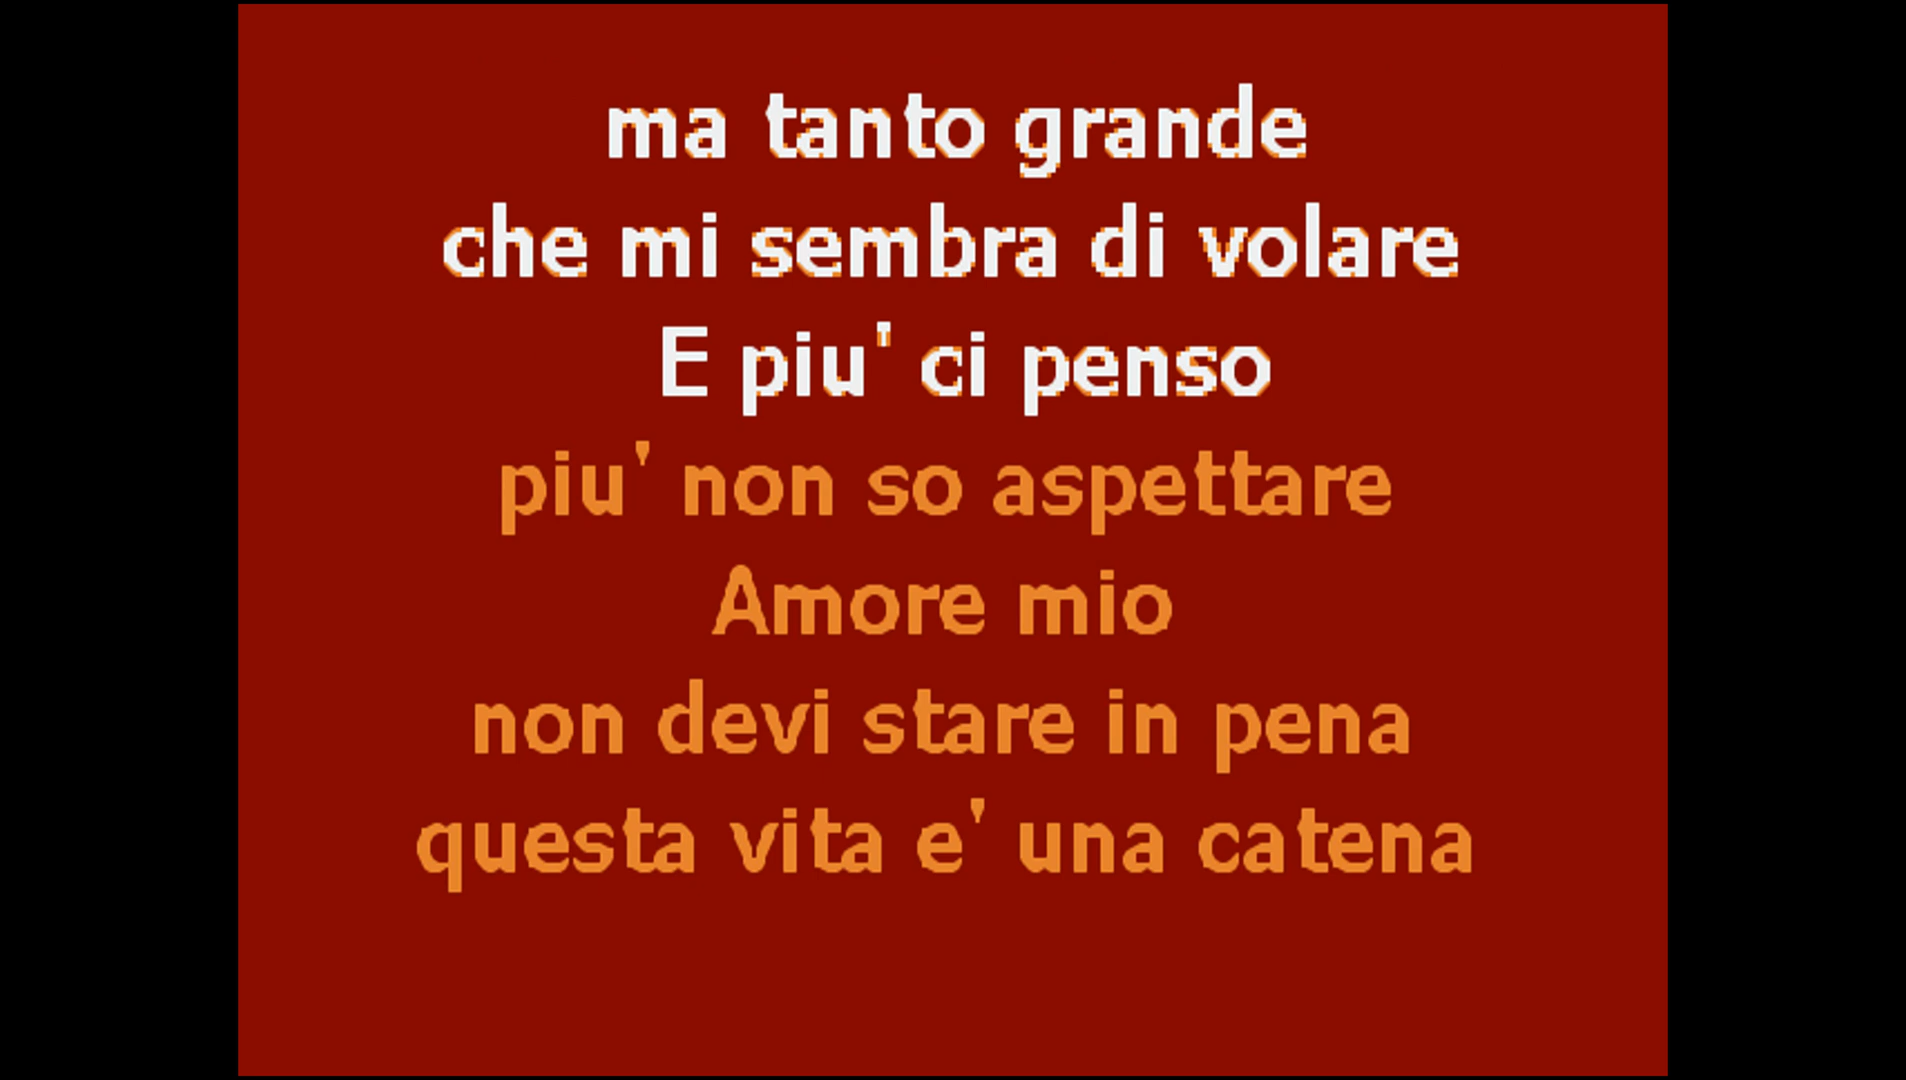 ma tanto grande
che mi sembra di volare
E piu' ci penso
piu' non so aspettare
Amore mio
non devi stare in pena
questa vita e' una catena